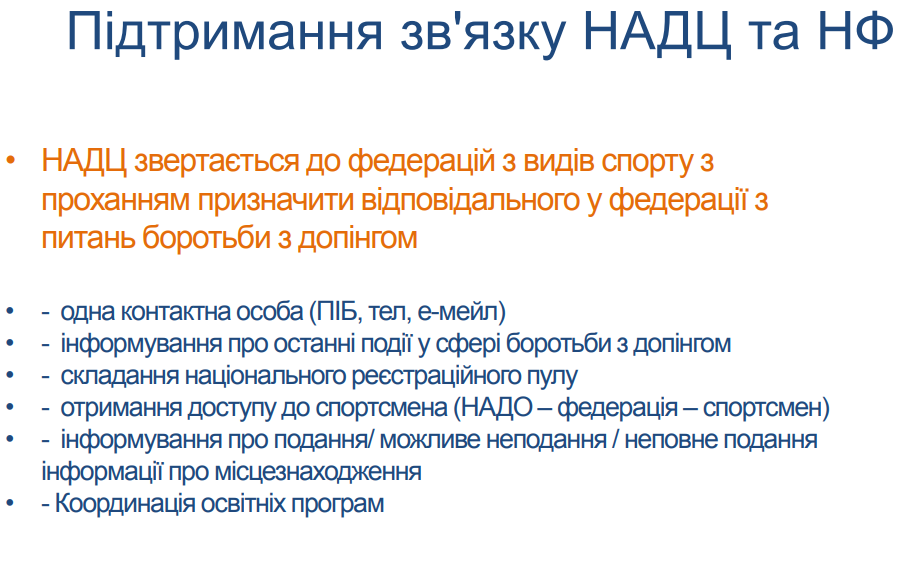 Підтримання зв'язку НАДЦ та НФ
• НАДЦ звертається до федерацій з видів спорту з
проханням призначити відповідального у федерації з
питань боротьби з допінгом
• - одна контактна особа (ПІБ, тел, е-мейл)
• - інформування про останні події у сфері боротьби з допінгом
• - складання національного реєстраційного пулу
• - отримання доступу до спортсмена (НАДО – федерація – спортсмен)
• - інформування про подання/ можливе неподання / неповне подання
інформації про місцезнаходження
• - Координація освітніх програм